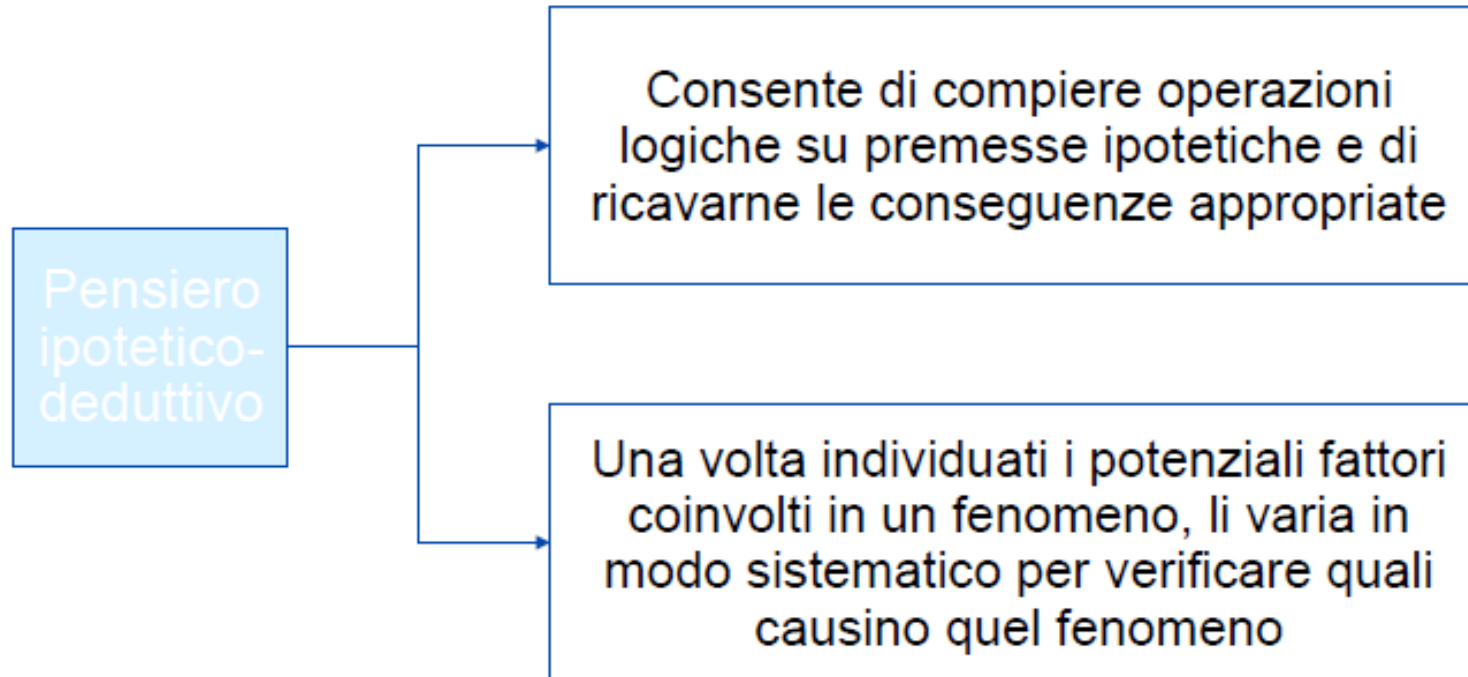 Pensiero
ipotetico-
deduttivo
Consente di compiere operazioni
logiche su premesse ipotetiche e di
ricavarne le conseguenze appropriate
Una volta individuati i potenziali fattori
coinvolti in un fenomeno, li varia in
modo sistematico per verificare quali
causino quel fenomeno